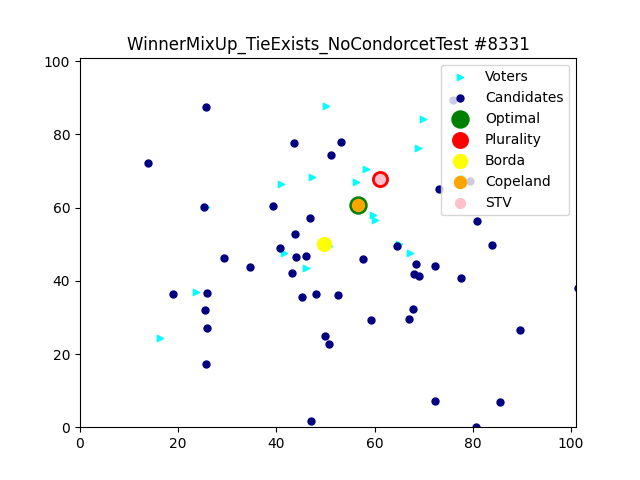 WinnerMixUp_TieExists_NoCondorcetTest #8331
100
80
60
40
20
0
0
20
40
60
80
100
Voters
Candidates
Optimal
Plurality
Borda
Copeland
STV